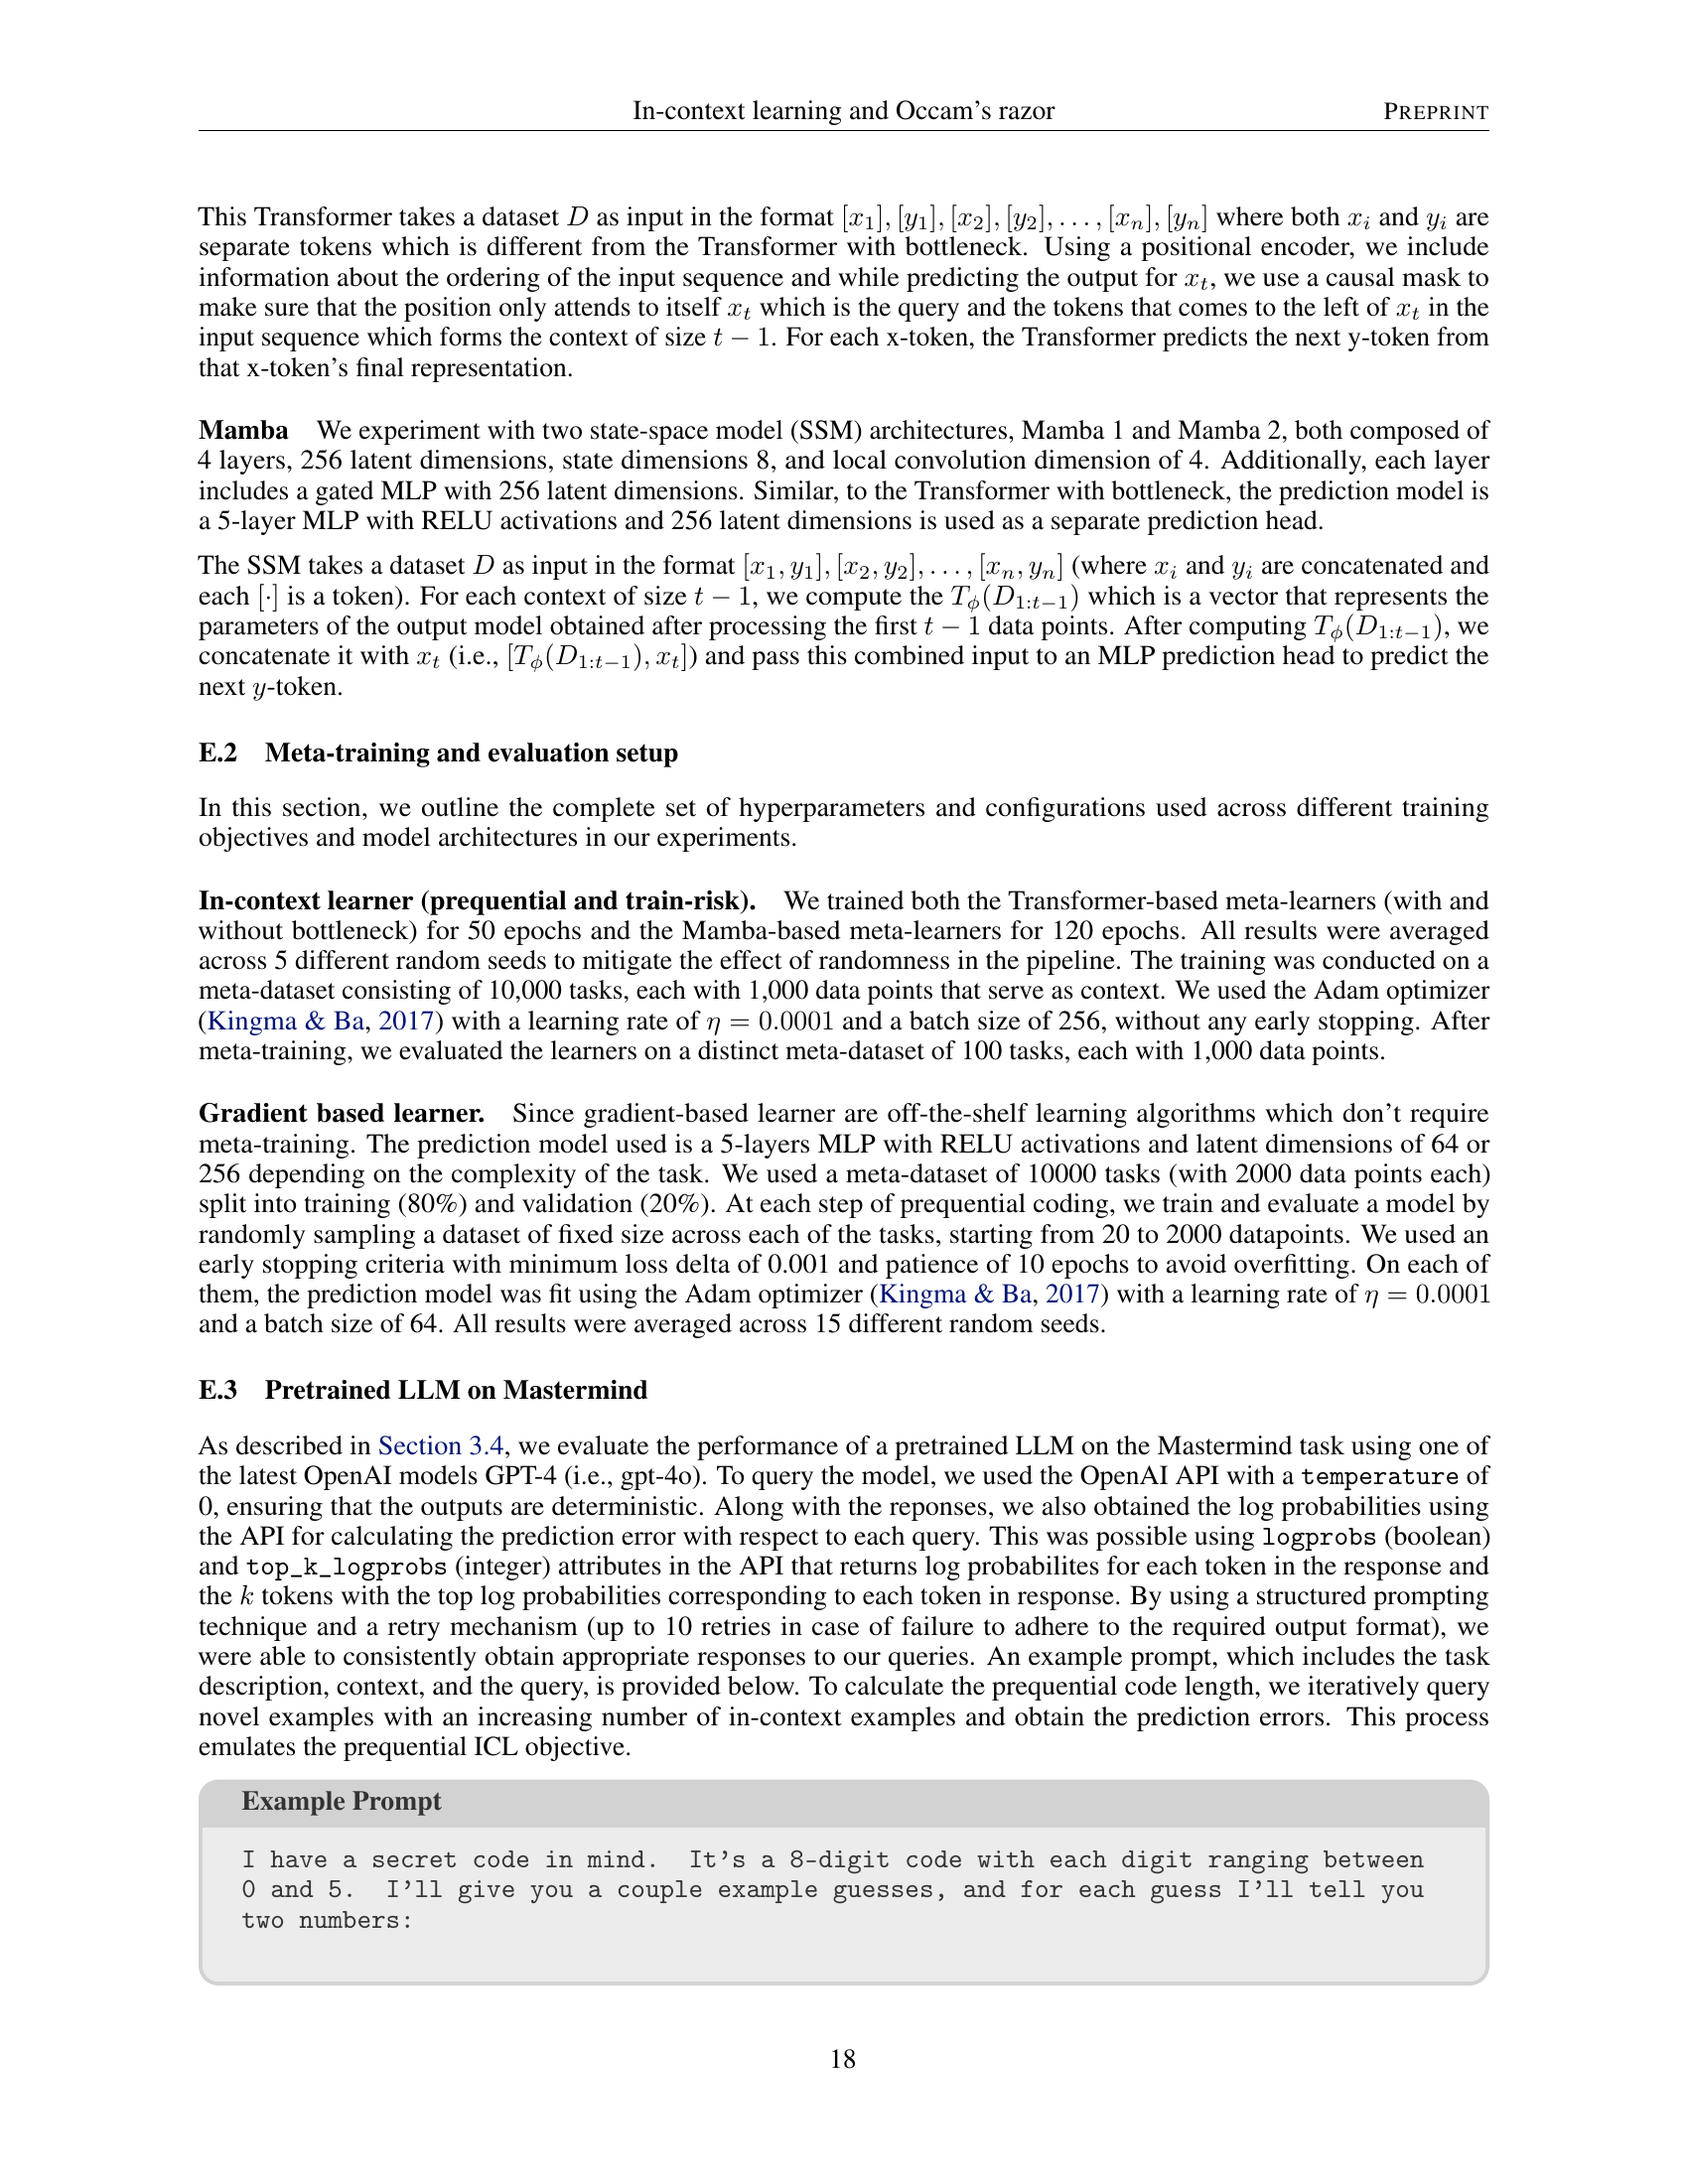 In-context learning and Occam's razor PREPRINT
This Transformer takes a dataset D as input in the format [x₁], [y₁], [x₂], [y₂], . . . , [xₙ], [yₙ] where both xᵢ and yᵢ are
separate tokens which is different from the Transformer with bottleneck. Using a positional encoder, we include
information about the ordering of the input sequence and while predicting the output for xₜ, we use a causal mask to
make sure that the position only attends to itself xₜ which is the query and the tokens that comes to the left of xₜ in the
input sequence which forms the context of size t − 1. For each x-token, the Transformer predicts the next y-token from
that x-token's final representation.
Mamba We experiment with two state-space model (SSM) architectures, Mamba 1 and Mamba 2, both composed of
4 layers, 256 latent dimensions, state dimensions 8, and local convolution dimension of 4. Additionally, each layer
includes a gated MLP with 256 latent dimensions. Similar, to the Transformer with bottleneck, the prediction model is
a 5-layer MLP with RELU activations and 256 latent dimensions is used as a separate prediction head.
The SSM takes a dataset D as input in the format [x₁, y₁], [x₂, y₂], . . . , [xₙ, yₙ] (where xᵢ and yᵢ are concatenated and
each [·] is a token). For each context of size t − 1, we compute the T_ϕ(D₁:ₜ₋₁) which is a vector that represents the
parameters of the output model obtained after processing the first t − 1 data points. After computing T_ϕ(D₁:ₜ₋₁), we
concatenate it with xₜ (i.e., [T_ϕ(D₁:ₜ₋₁), xₜ]) and pass this combined input to an MLP prediction head to predict the
next y-token.
E.2 Meta-training and evaluation setup
In this section, we outline the complete set of hyperparameters and configurations used across different training
objectives and model architectures in our experiments.
In-context learner (prequential and train-risk). We trained both the Transformer-based meta-learners (with and
without bottleneck) for 50 epochs and the Mamba-based meta-learners for 120 epochs. All results were averaged
across 5 different random seeds to mitigate the effect of randomness in the pipeline. The training was conducted on a
meta-dataset consisting of 10,000 tasks, each with 1,000 data points that serve as context. We used the Adam optimizer
(Kingma & Ba, 2017) with a learning rate of η = 0.0001 and a batch size of 256, without any early stopping. After
meta-training, we evaluated the learners on a distinct meta-dataset of 100 tasks, each with 1,000 data points.
Gradient based learner. Since gradient-based learner are off-the-shelf learning algorithms which don't require
meta-training. The prediction model used is a 5-layers MLP with RELU activations and latent dimensions of 64 or
256 depending on the complexity of the task. We used a meta-dataset of 10000 tasks (with 2000 data points each)
split into training (80%) and validation (20%). At each step of prequential coding, we train and evaluate a model by
randomly sampling a dataset of fixed size across each of the tasks, starting from 20 to 2000 datapoints. We used an
early stopping criteria with minimum loss delta of 0.001 and patience of 10 epochs to avoid overfitting. On each of
them, the prediction model was fit using the Adam optimizer (Kingma & Ba, 2017) with a learning rate of η = 0.0001
and a batch size of 64. All results were averaged across 15 different random seeds.
E.3 Pretrained LLM on Mastermind
As described in Section 3.4, we evaluate the performance of a pretrained LLM on the Mastermind task using one of
the latest OpenAI models GPT-4 (i.e., gpt-4o). To query the model, we used the OpenAI API with a temperature of
0, ensuring that the outputs are deterministic. Along with the reponses, we also obtained the log probabilities using
the API for calculating the prediction error with respect to each query. This was possible using logprobs (boolean)
and top_k_logprobs (integer) attributes in the API that returns log probabilites for each token in the response and
the k tokens with the top log probabilities corresponding to each token in response. By using a structured prompting
technique and a retry mechanism (up to 10 retries in case of failure to adhere to the required output format), we
were able to consistently obtain appropriate responses to our queries. An example prompt, which includes the task
description, context, and the query, is provided below. To calculate the prequential code length, we iteratively query
novel examples with an increasing number of in-context examples and obtain the prediction errors. This process
emulates the prequential ICL objective.
Example Prompt
I have a secret code in mind. It's a 8-digit code with each digit ranging between
0 and 5. I'll give you a couple example guesses, and for each guess I'll tell you
two numbers:
18